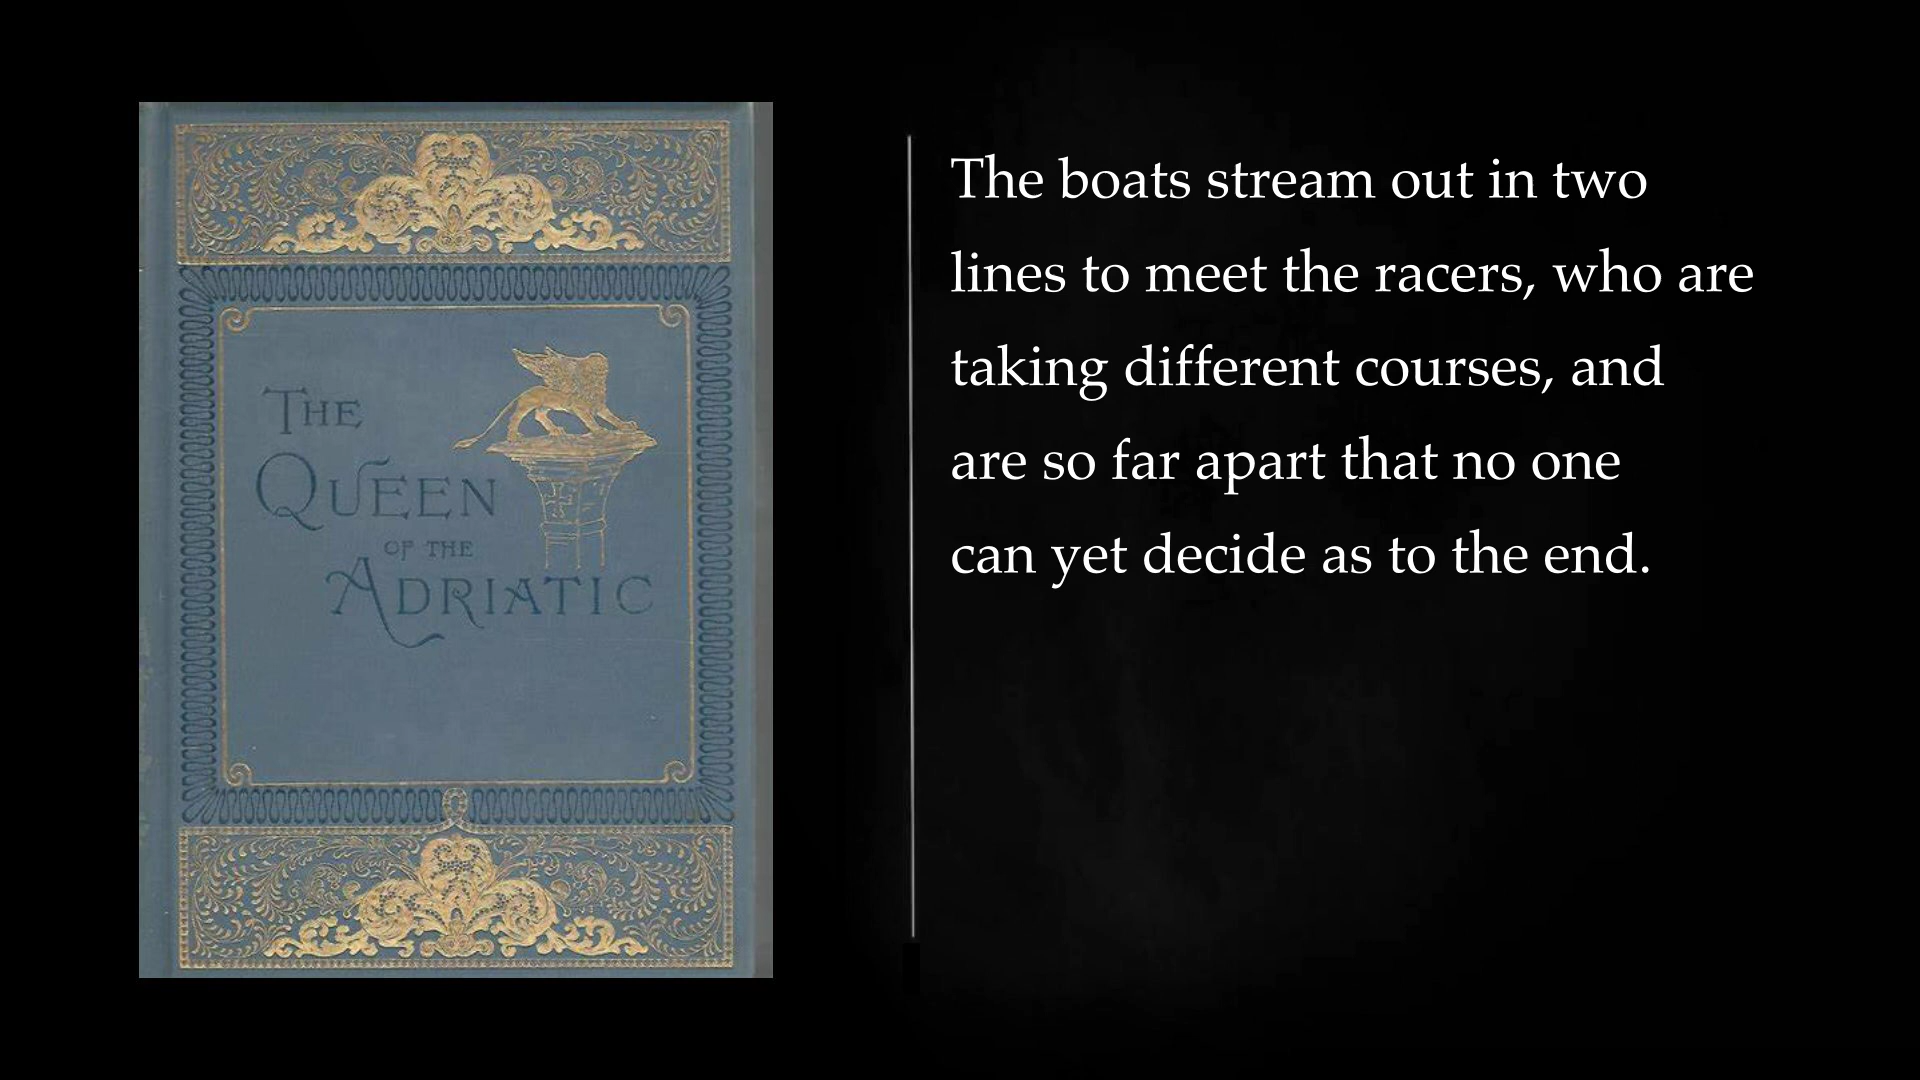 The
Queen
of the
Adriatic
The boats stream out in two
lines to meet the racers, who are
taking different courses, and
are so far apart that no one
can yet decide as to the end.